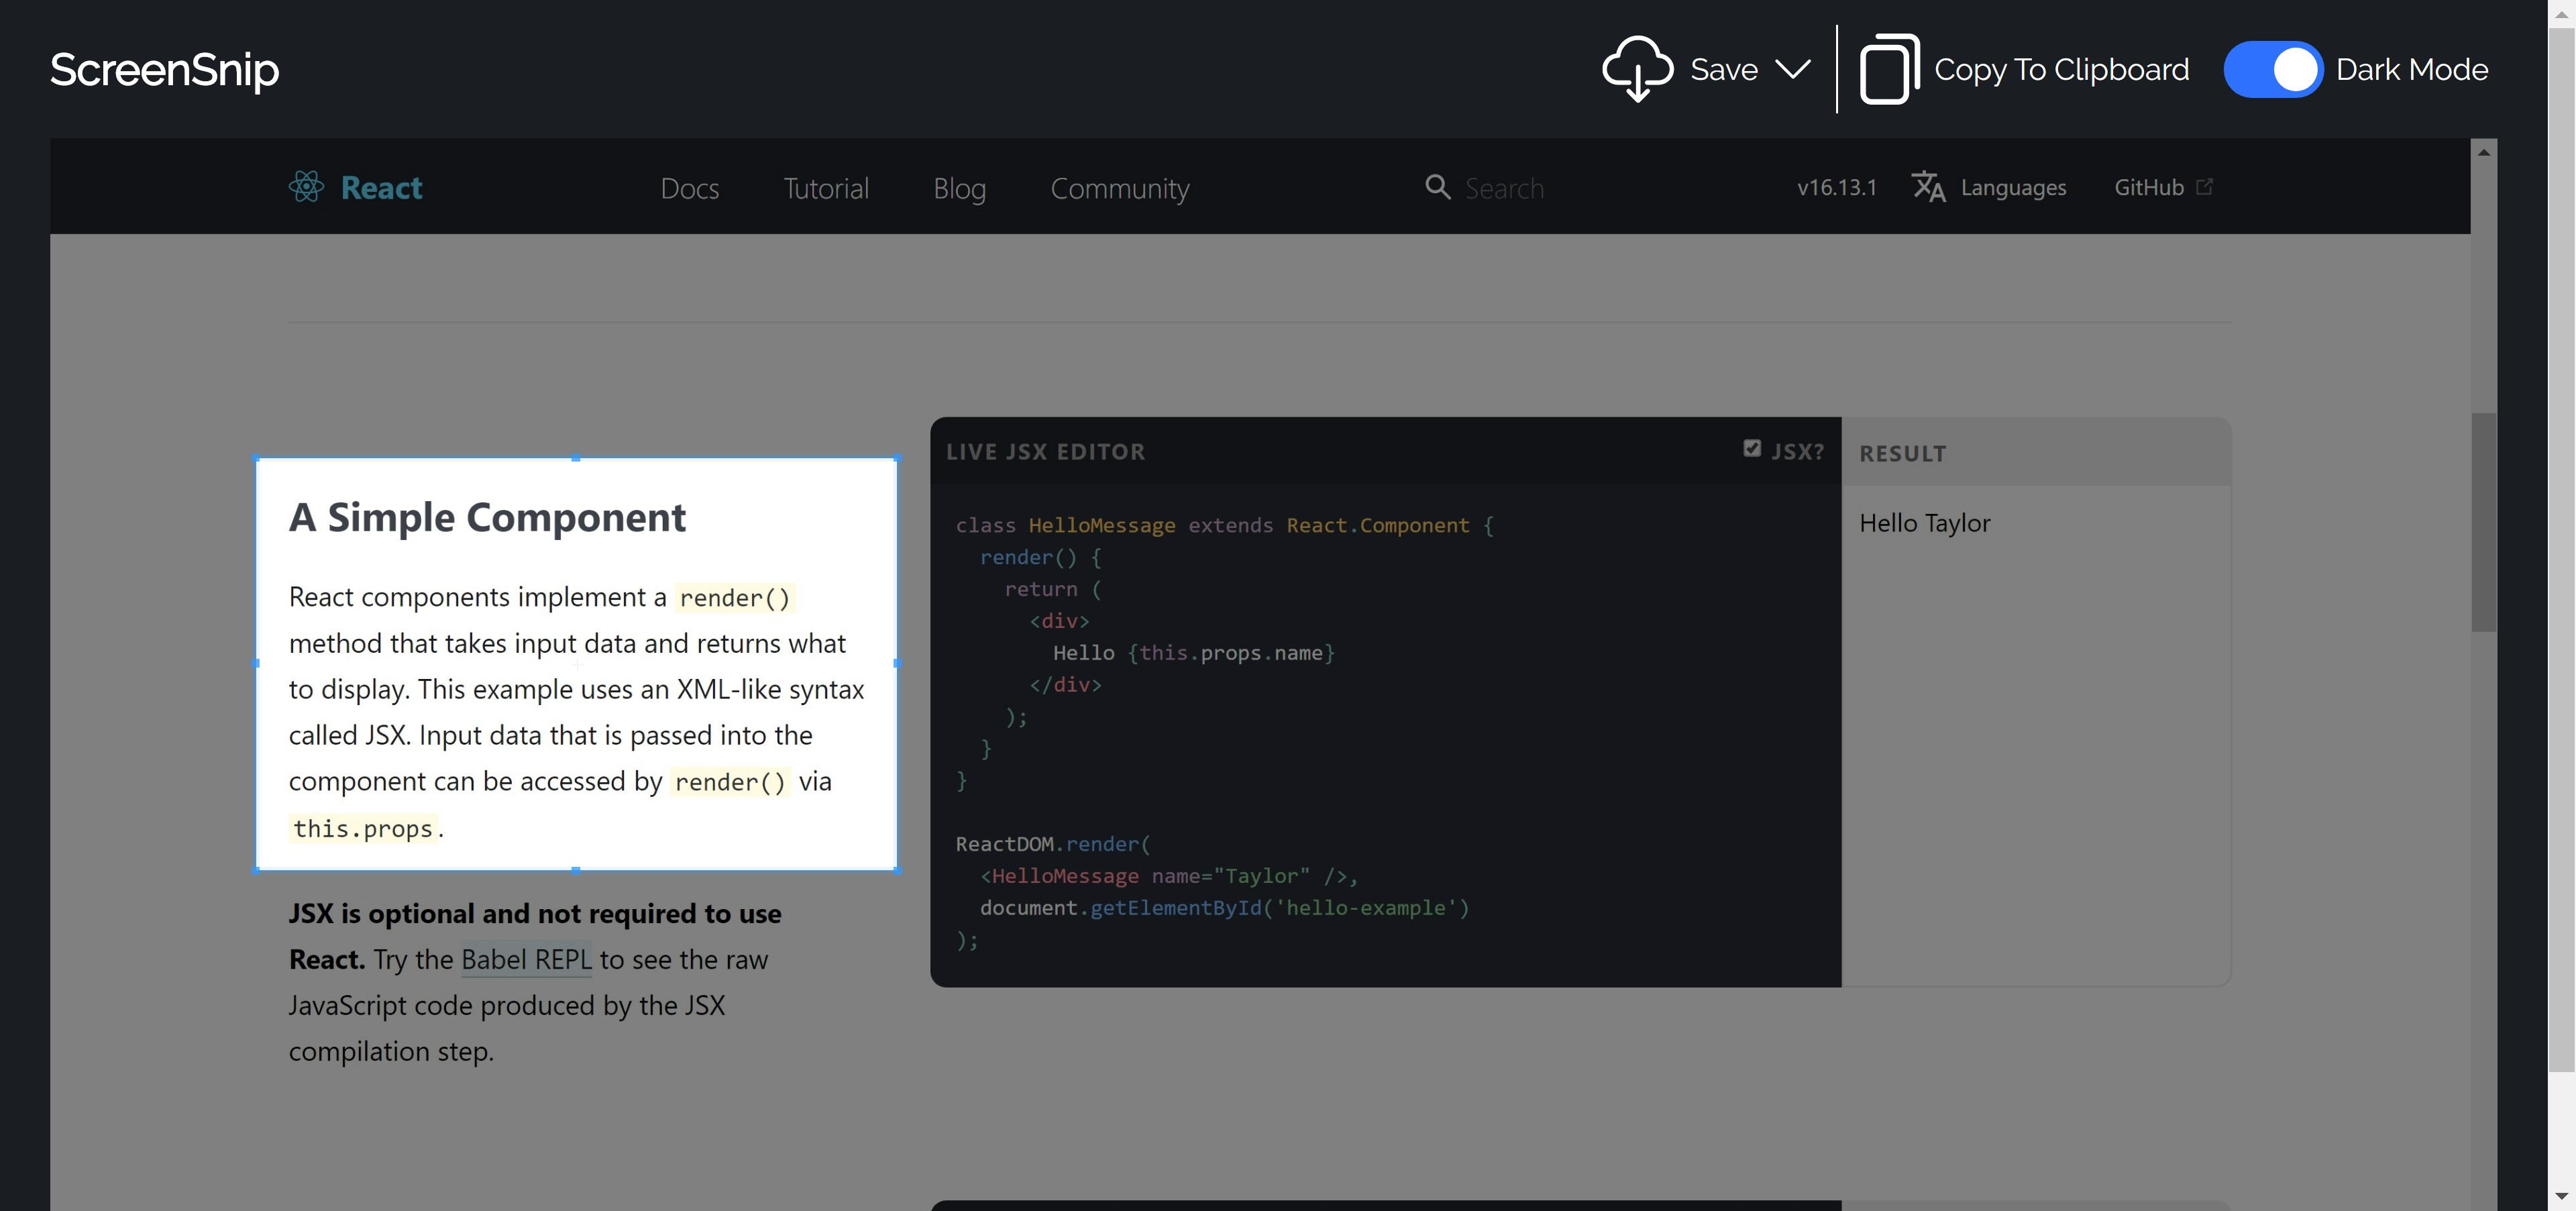 ScreenSnip
Save
Copy To Clipboard
Dark Mode
React
Docs
Tutorial
Blog
Community
Search
v16.13.1
Languages
GitHub
A Simple Component
React components implement a render()
method that takes input data and returns what
to display. This example uses an XML-like syntax
called JSX. Input data that is passed into the
component can be accessed by render() via
this.props.
JSX is optional and not required to use
React. Try the Babel REPL to see the raw
JavaScript code produced by the JSX
compilation step.
LIVE JSX EDITOR
JSX?
class HelloMessage extends React.Component {
  render() {
    return (
      <div>
        Hello {this.props.name}
      </div>
    );
  }
}

ReactDOM.render(
  <HelloMessage name="Taylor" />,
  document.getElementById('hello-example')
);
RESULT
Hello Taylor